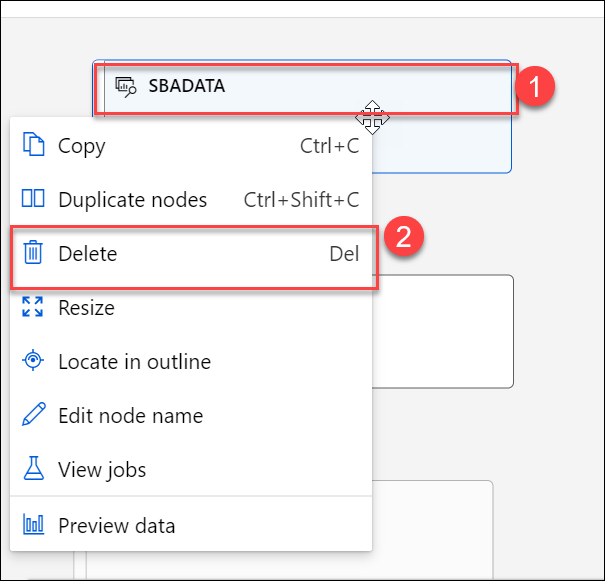 SBADATA
1
Copy Ctrl+C
Duplicate nodes Ctrl+Shift+C
2
Delete Del
Resize
Locate in outline
Edit node name
View jobs
Preview data